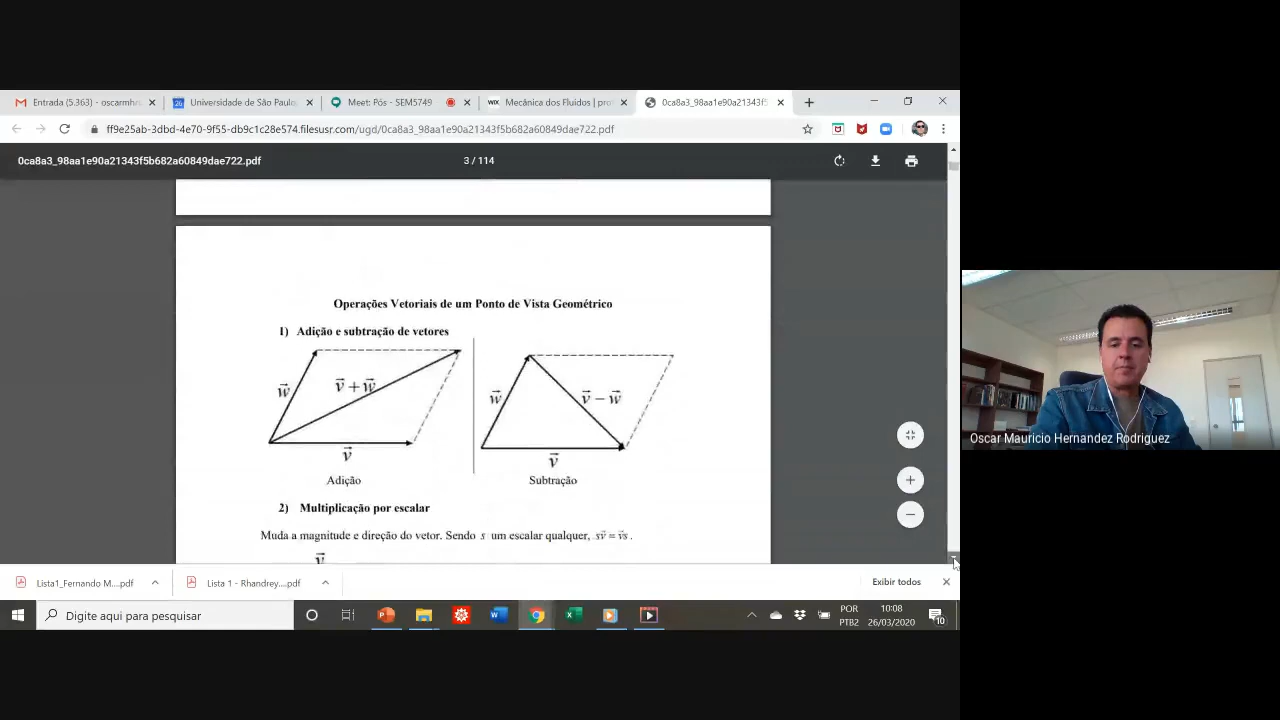 Entrada (5.363) - oscarmh
Universidade de São Paulo
Meet: Pós - SEM5749
WIX Mecânica dos Fluidos | pro
0ca8a3_98aa1e90a21343f5
ff9e25ab-3dbd-4e70-9f65-db9c1c28e574.filesusr.com/ugd/0ca8a3_98aa1e90a21343f5b682a60849dae722.pdf
0ca8a3_98aa1e90a21343f5b682a60849dae722.pdf
3 / 114
Operações Vetoriais de um Ponto de Vista Geométrico
1) Adição e subtração de vetores
w⃗
v⃗ + w⃗
v⃗
w⃗
v⃗ − w⃗
v⃗
Adição
Subtração
2) Multiplicação por escalar
Muda a magnitude e direção do vetor. Sendo s um escalar qualquer, sv⃗ = v⃗s.
v⃗
Oscar Mauricio Hernandez Rodriguez
Lista1_Fernando M....pdf
Lista 1 - Rhandrey....pdf
Exibir todos
Digite aqui para pesquisar
POR
PTB2
10:08
26/03/2020
10